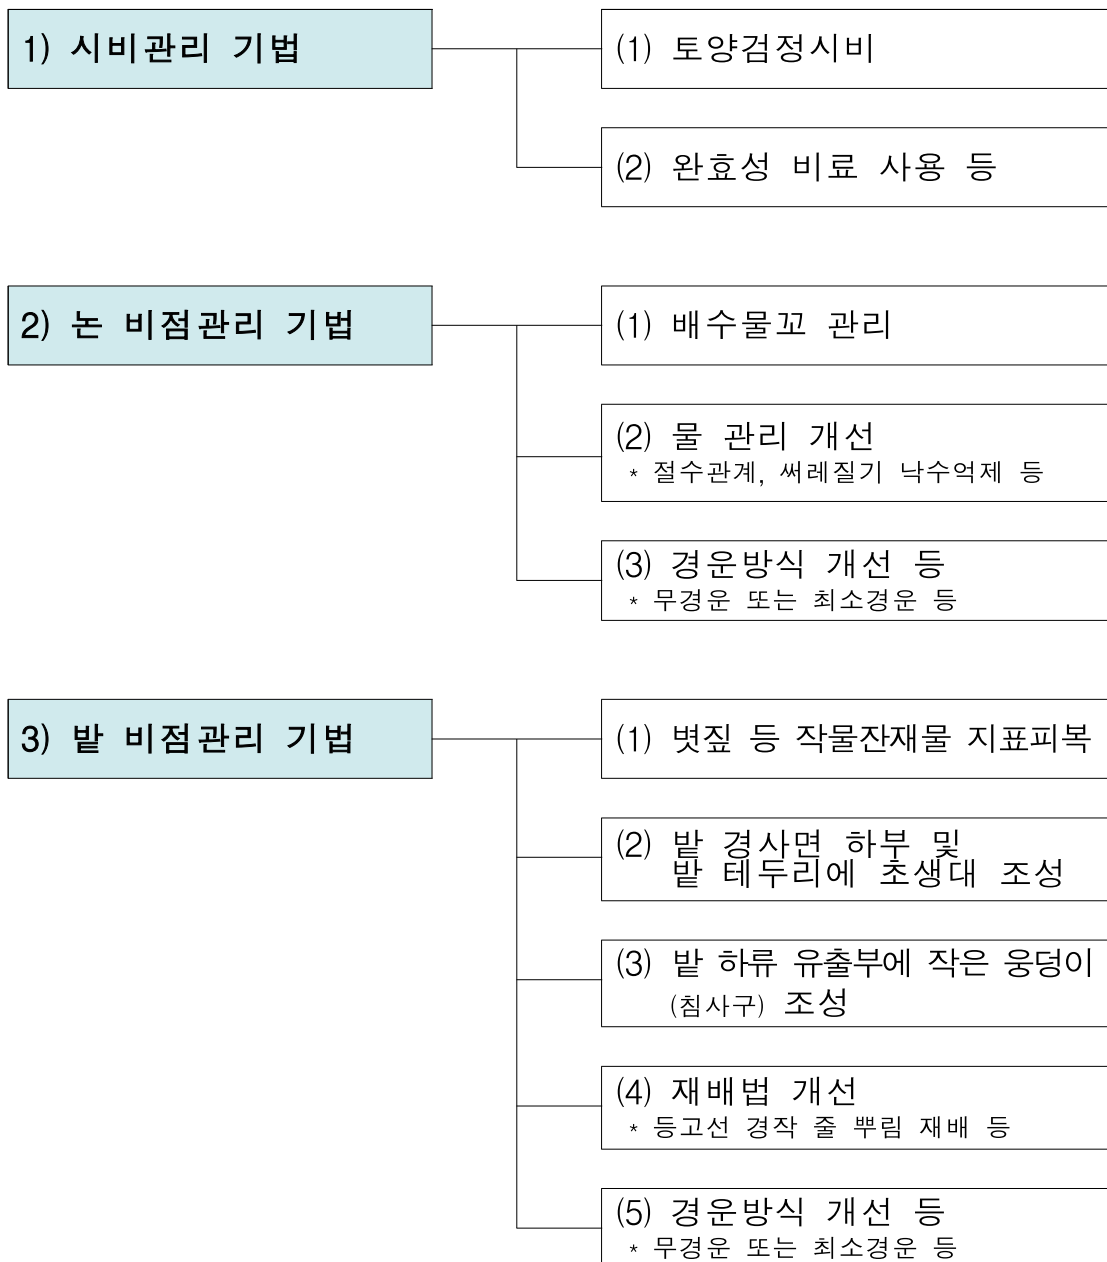 1) 시비관리 기법
(1) 토양검정시비
(2) 완효성 비료 사용 등
2) 논 비점관리 기법
(1) 배수물꼬 관리
(2) 물 관리 개선
* 절수관계, 써레질기 낙수억제 등
(3) 경운방식 개선 등
* 무경운 또는 최소경운 등
3) 밭 비점관리 기법
(1) 볏짚 등 작물잔재물 지표피복
(2) 밭 경사면 하부 및
밭 테두리에 초생대 조성
(3) 밭 하류 유출부에 작은 웅덩이
(침사구) 조성
(4) 재배법 개선
* 등고선 경작 줄 뿌림 재배 등
(5) 경운방식 개선 등
* 무경운 또는 최소경운 등